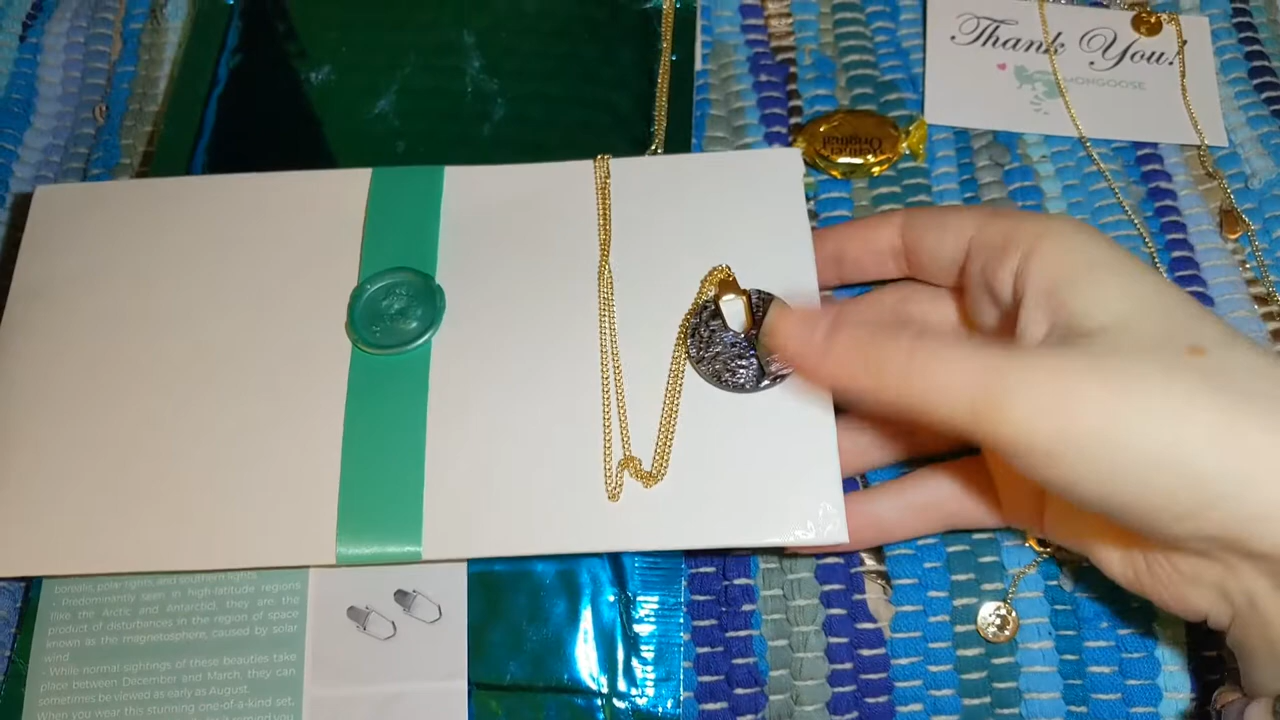 Thank You!
MONGOOSE
Original
borealis, polar lights and southern lights.
- Predominantly seen in high-latitude regions
(like the Arctic and Antarctic), they are the
product of disturbances in the region of space
known as the magnetosphere, caused by solar
wind
- While normal sightings of these beauties take
place between December and March, they can
sometimes be viewed as early as August.
When you wear this stunning one-of-a-kind set,